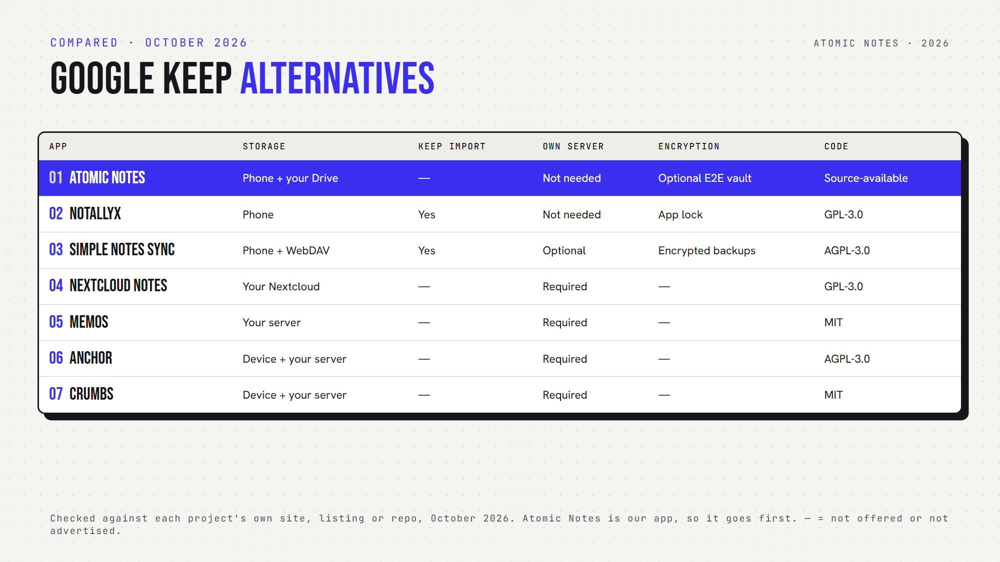 COMPARED · OCTOBER 2026
ATOMIC NOTES · 2026
GOOGLE KEEP ALTERNATIVES
APP STORAGE KEEP IMPORT OWN SERVER ENCRYPTION CODE
01 ATOMIC NOTES Phone + your Drive — Not needed Optional E2E vault Source-available
02 NOTALLYX Phone Yes Not needed App lock GPL-3.0
03 SIMPLE NOTES SYNC Phone + WebDAV Yes Optional Encrypted backups AGPL-3.0
04 NEXTCLOUD NOTES Your Nextcloud — Required — GPL-3.0
05 MEMOS Your server — Required — MIT
06 ANCHOR Device + your server — Required — AGPL-3.0
07 CRUMBS Device + your server — Required — MIT
Checked against each project's own site, listing or repo, October 2026. Atomic Notes is our app, so it goes first. — = not offered or not
advertised.